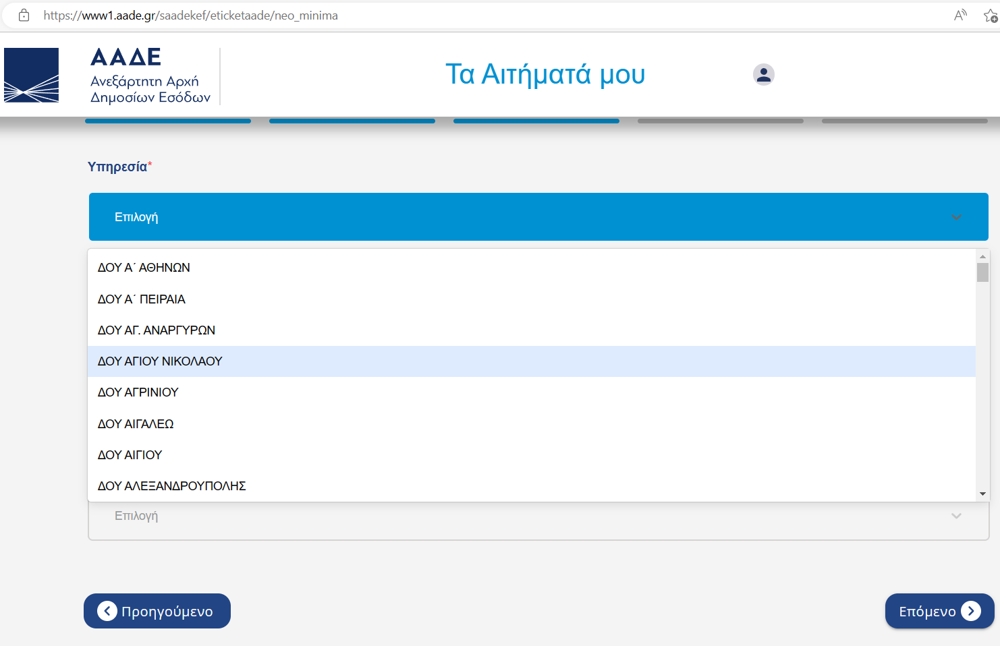 https://www1.aade.gr/saadekef/eticketaade/neo_minima
ΑΑΔΕ
Ανεξάρτητη Αρχή
Δημοσίων Εσόδων
Τα Αιτήματά μου
Υπηρεσία*
Επιλογή
ΔΟΥ Α΄ ΑΘΗΝΩΝ
ΔΟΥ Α΄ ΠΕΙΡΑΙΑ
ΔΟΥ ΑΓ. ΑΝΑΡΓΥΡΩΝ
ΔΟΥ ΑΓΙΟΥ ΝΙΚΟΛΑΟΥ
ΔΟΥ ΑΓΡΙΝΙΟΥ
ΔΟΥ ΑΙΓΑΛΕΩ
ΔΟΥ ΑΙΓΙΟΥ
ΔΟΥ ΑΛΕΞΑΝΔΡΟΥΠΟΛΗΣ
Επιλογή
Προηγούμενο
Επόμενο